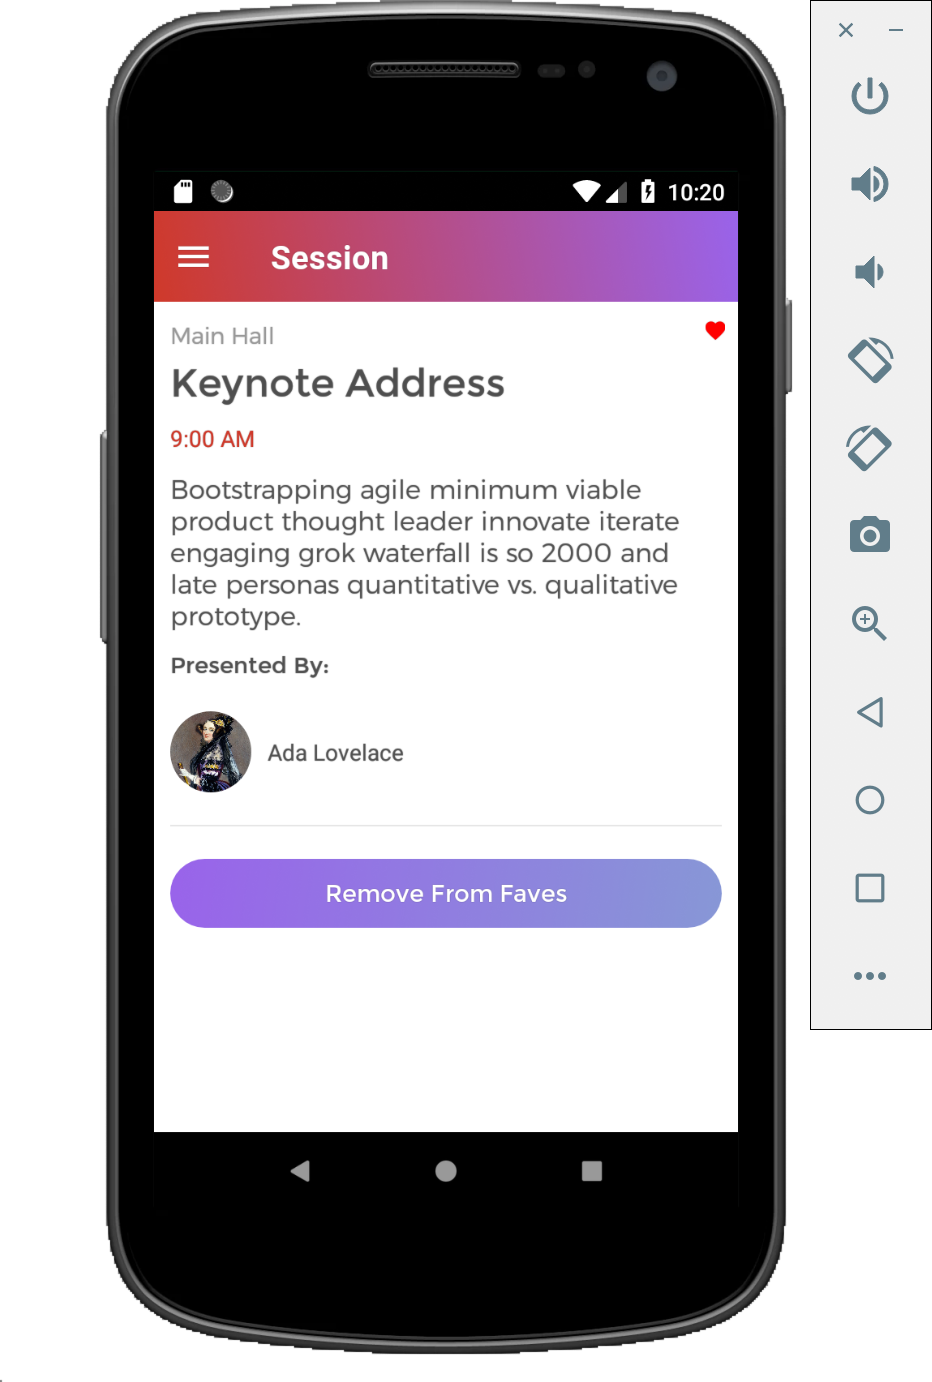 10:20
Session
Main Hall
Keynote Address
9:00 AM
Bootstrapping agile minimum viable
product thought leader innovate iterate
engaging grok waterfall is so 2000 and
late personas quantitative vs. qualitative
prototype.
Presented By:
Ada Lovelace
Remove From Faves